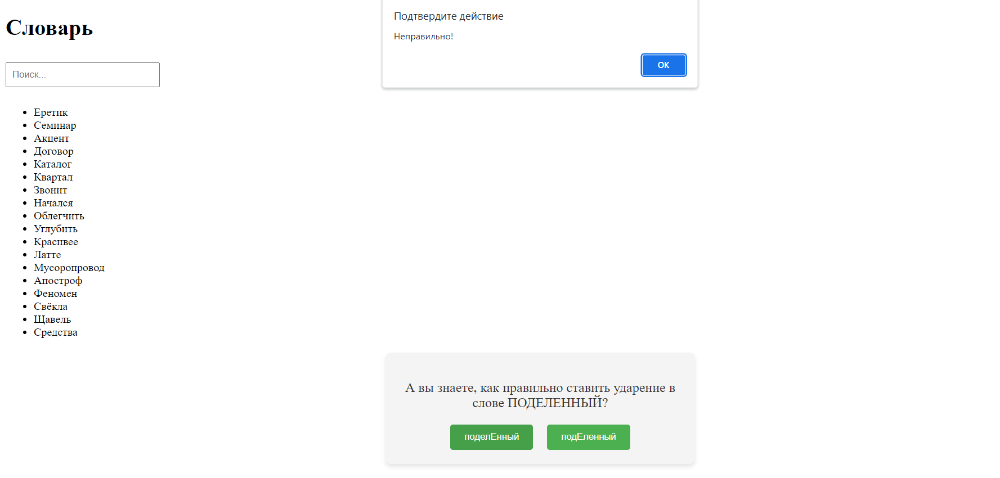 Словарь
Поиск...
Еретик
Семинар
Акцент
Договор
Каталог
Квартал
Звонит
Начался
Облегчить
Углубить
Красивее
Латте
Мусоропровод
Апостроф
Феномен
Свёкла
Щавель
Средства
Подтвердите действие
Неправильно!
ОК
А вы знаете, как правильно ставить ударение в
слове ПОДЕЛЕННЫЙ?
поделЕнный
подЕленный